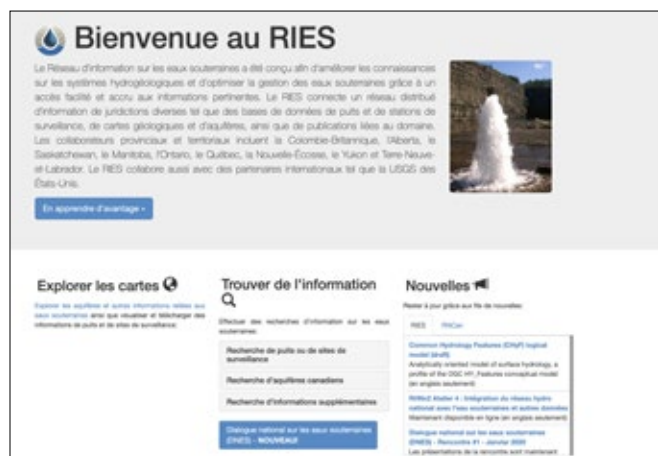 Bienvenue au RIES
Le Réseau d'information sur les eaux souterraines a été conçu afin d'améliorer les connaissances
sur les systèmes hydrogéologiques et d'optimiser la gestion des eaux souterraines grâce à un
accès facilité et accru aux informations pertinentes. Le RIES connecte un réseau distribué
d'information de juridictions diverses tel que des bases de données de puits et de stations de
surveillance, de cartes géologiques et d'aquifères, ainsi que de publications liées au domaine.
Les collaborateurs provinciaux et territoriaux incluent la Colombie-Britannique, l'Alberta, le
Saskatchewan, le Manitoba, l'Ontario, le Québec, la Nouvelle-Écosse, le Yukon et Terre-Neuve-
et-Labrador. Le RIES collabore aussi avec des partenaires internationaux tel que la USGS des
États-Unis.
En apprendre d'avantage »
Explorer les cartes
Explorer les aquifères et autres informations reliées aux
eaux souterraines ainsi que visualiser et télécharger des
informations de puits et de sites de surveillance:
Trouver de l'information
Effectuer des recherches d'information sur les eaux
souterraines:
Recherche de puits ou de sites de
surveillance
Recherche d'aquifères canadiens
Recherche d'informations supplémentaires
Dialogue national sur les eaux souterraines
(DNES) - NOUVEAU!
Nouvelles
Restez à jour grâce aux fils de nouvelles:
RIES
Common Hydrology Features (CHyF) logical
model (draft)
Analytically oriented model of surface hydrology, a
profile of the OGC HY_Features conceptual model
(en anglais seulement)
Atelier 4 : Intégration du réseau hydro
national avec l'eau souterraines et autres données
Maintenant disponible en ligne (en anglais seulement)
Dialogue national sur les eaux souterraines
(DNES) - Rencontre #1 - Janvier 2020
Les présentations de la rencontre sont maintenant